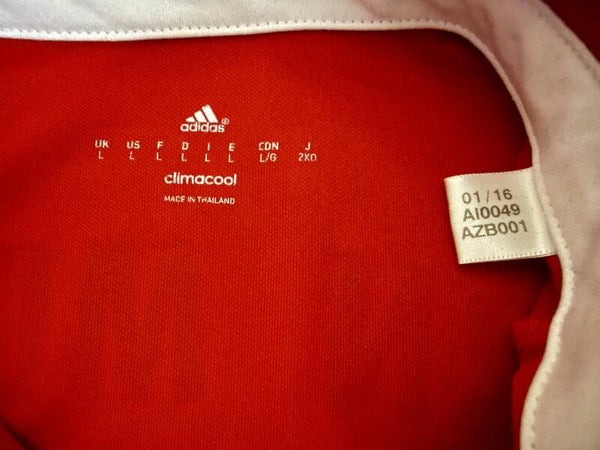 adidas®
UK US F D I E CDN J
L L L L L L L/G 2XO
climacool
MADE IN THAILAND
01/16
AI0049
AZB001